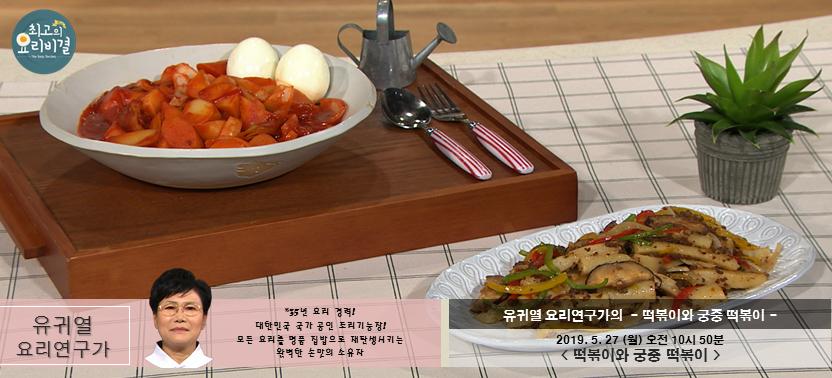 최고의
요리비결
유귀열
요리연구가
"35년 요리 경력!
대한민국 국가 공인 조리기능장!
모든 요리를 명품 집밥으로 재탄생시키는
완벽한 손맛의 소유자
유귀열 요리연구가의 - 떡볶이와 궁중 떡볶이 -
2019. 5. 27 (월) 오전 10시 50분
< 떡볶이와 궁중 떡볶이 >